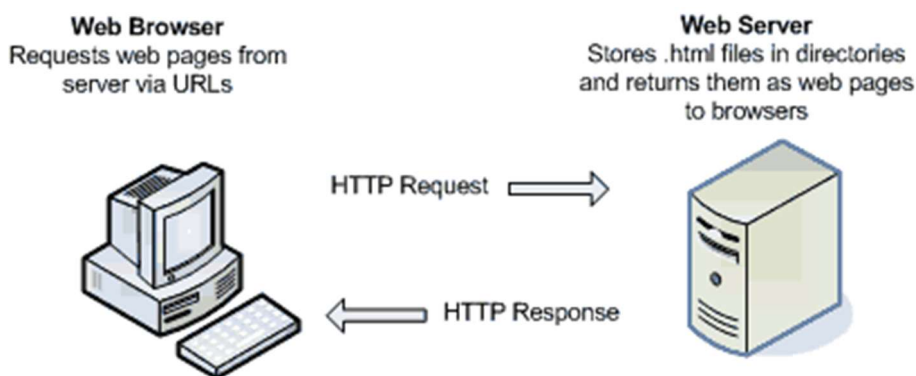 Web Browser
Requests web pages from
server via URLs
Web Server
Stores .html files in directories
and returns them as web pages
to browsers
HTTP Request
HTTP Response